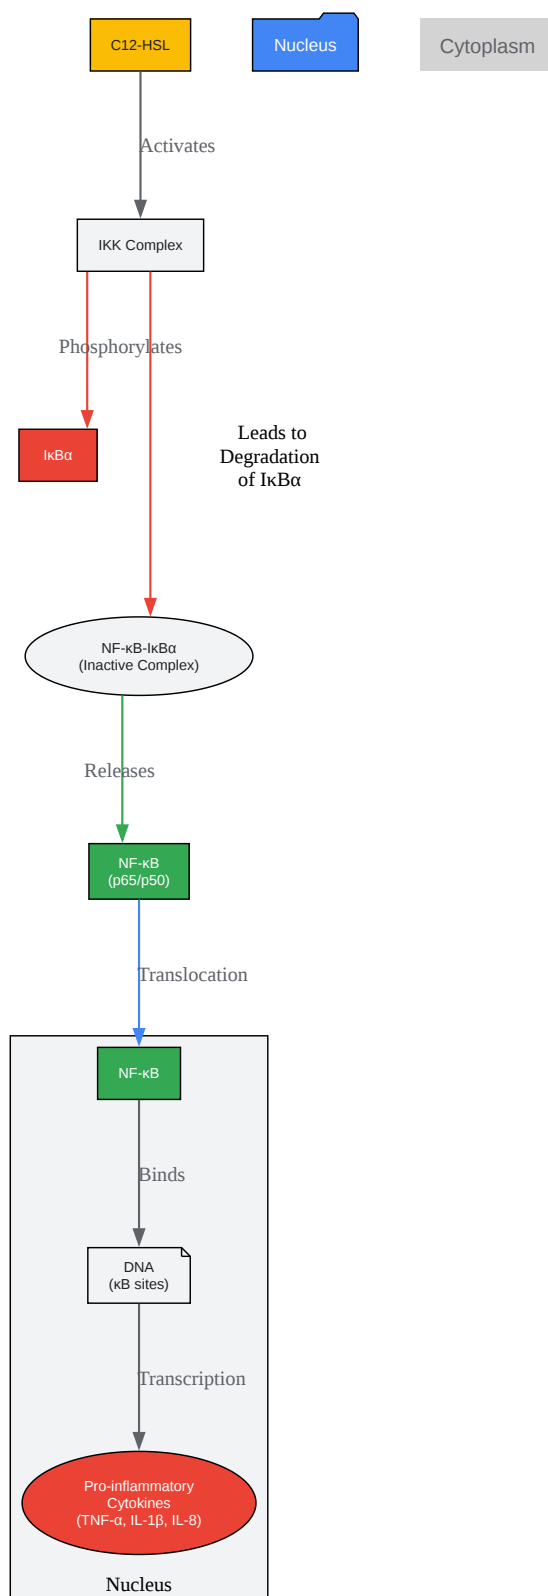 C12-HSL
Nucleus
Cytoplasm
Activates
IKK Complex
Phosphorylates
IκBα
Leads to
Degradation
of IκBα
NF-κB-IκBα
(Inactive Complex)
Releases
NF-κB
(p65/p50)
Translocation
NF-κB
Binds
DNA
(κB sites)
Transcription
Pro-inflammatory
Cytokines
(TNF-α, IL-1β, IL-8)
Nucleus